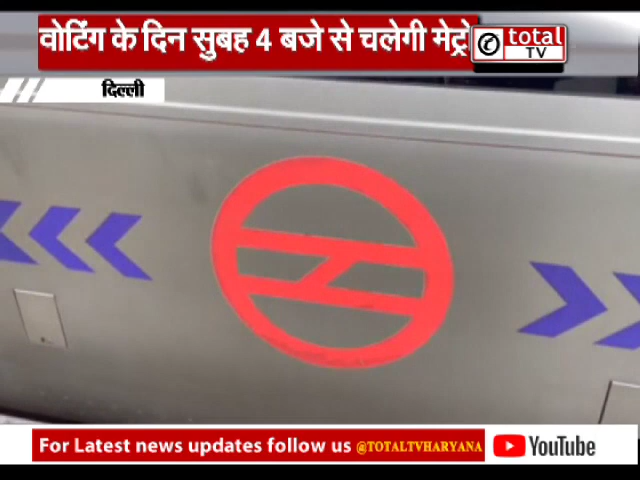 वोटिंग के दिन सुबह 4 बजे से चलेगी मेट्रो
total
TV
दिल्ली
For Latest news updates follow us @TOTALTVHARYANA
YouTube